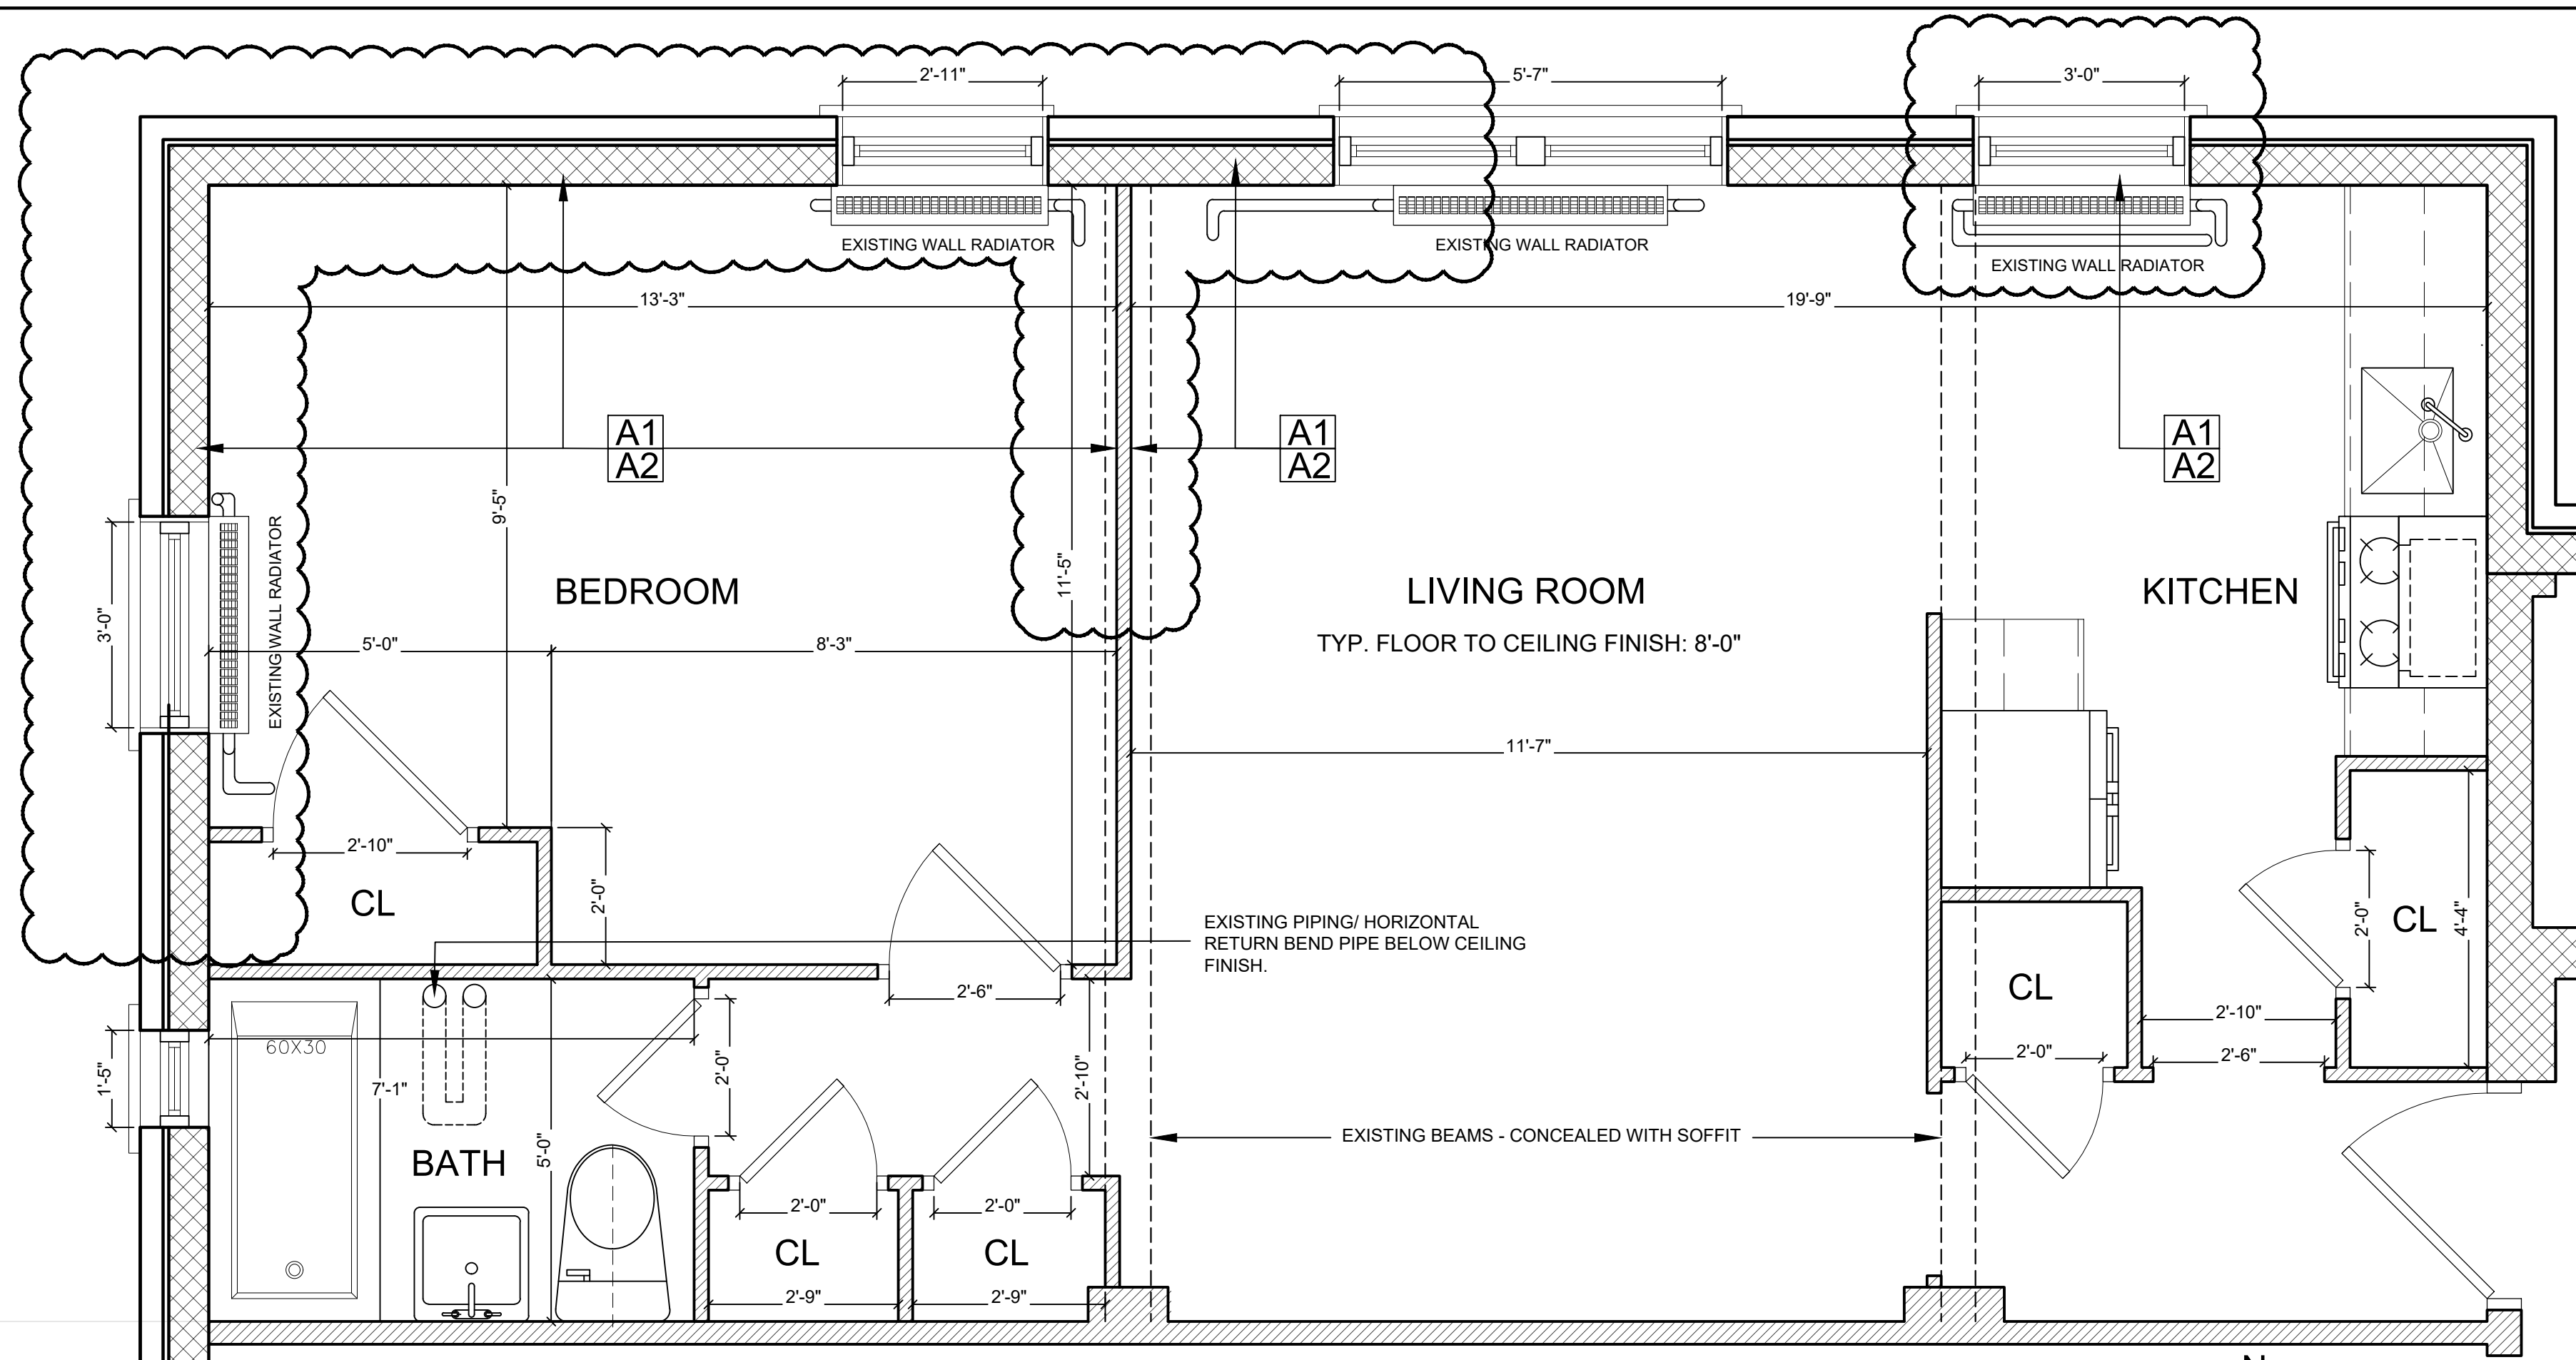 2'-11"
5'-7"
3'-0"
EXISTING WALL RADIATOR
EXISTING WALL RADIATOR
EXISTING WALL RADIATOR
13'-3"
19'-9"
A1
A2
A1
A2
A1
A2
9'-5"
11'-5"
EXISTING WALL RADIATOR
3'-0"
BEDROOM
LIVING ROOM
KITCHEN
TYP. FLOOR TO CEILING FINISH: 8'-0"
5'-0"
8'-3"
11'-7"
2'-10"
CL
2'-0"
EXISTING PIPING/ HORIZONTAL
RETURN BEND PIPE BELOW CEILING
FINISH.
2'-0"
CL
4'-4"
CL
2'-6"
2'-10"
60X30
2'-0"
2'-6"
1'-5"
7'-1"
2'-0"
2'-10"
EXISTING BEAMS - CONCEALED WITH SOFFIT
BATH
5'-0"
2'-0"
2'-0"
CL
CL
2'-9"
2'-9"